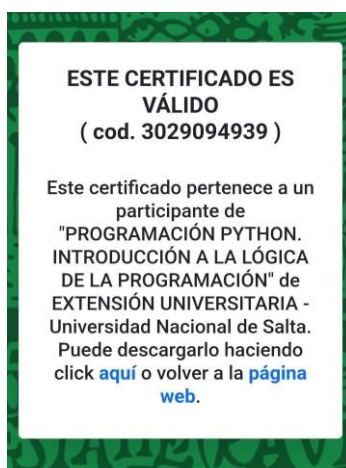 ESTE CERTIFICADO ES
VÁLIDO
( cod. 3029094939 )
Este certificado pertenece a un
participante de
"PROGRAMACIÓN PYTHON.
INTRODUCCIÓN A LA LÓGICA
DE LA PROGRAMACIÓN" de
EXTENSIÓN UNIVERSITARIA -
Universidad Nacional de Salta.
Puede descargarlo haciendo
click aquí o volver a la página
web.